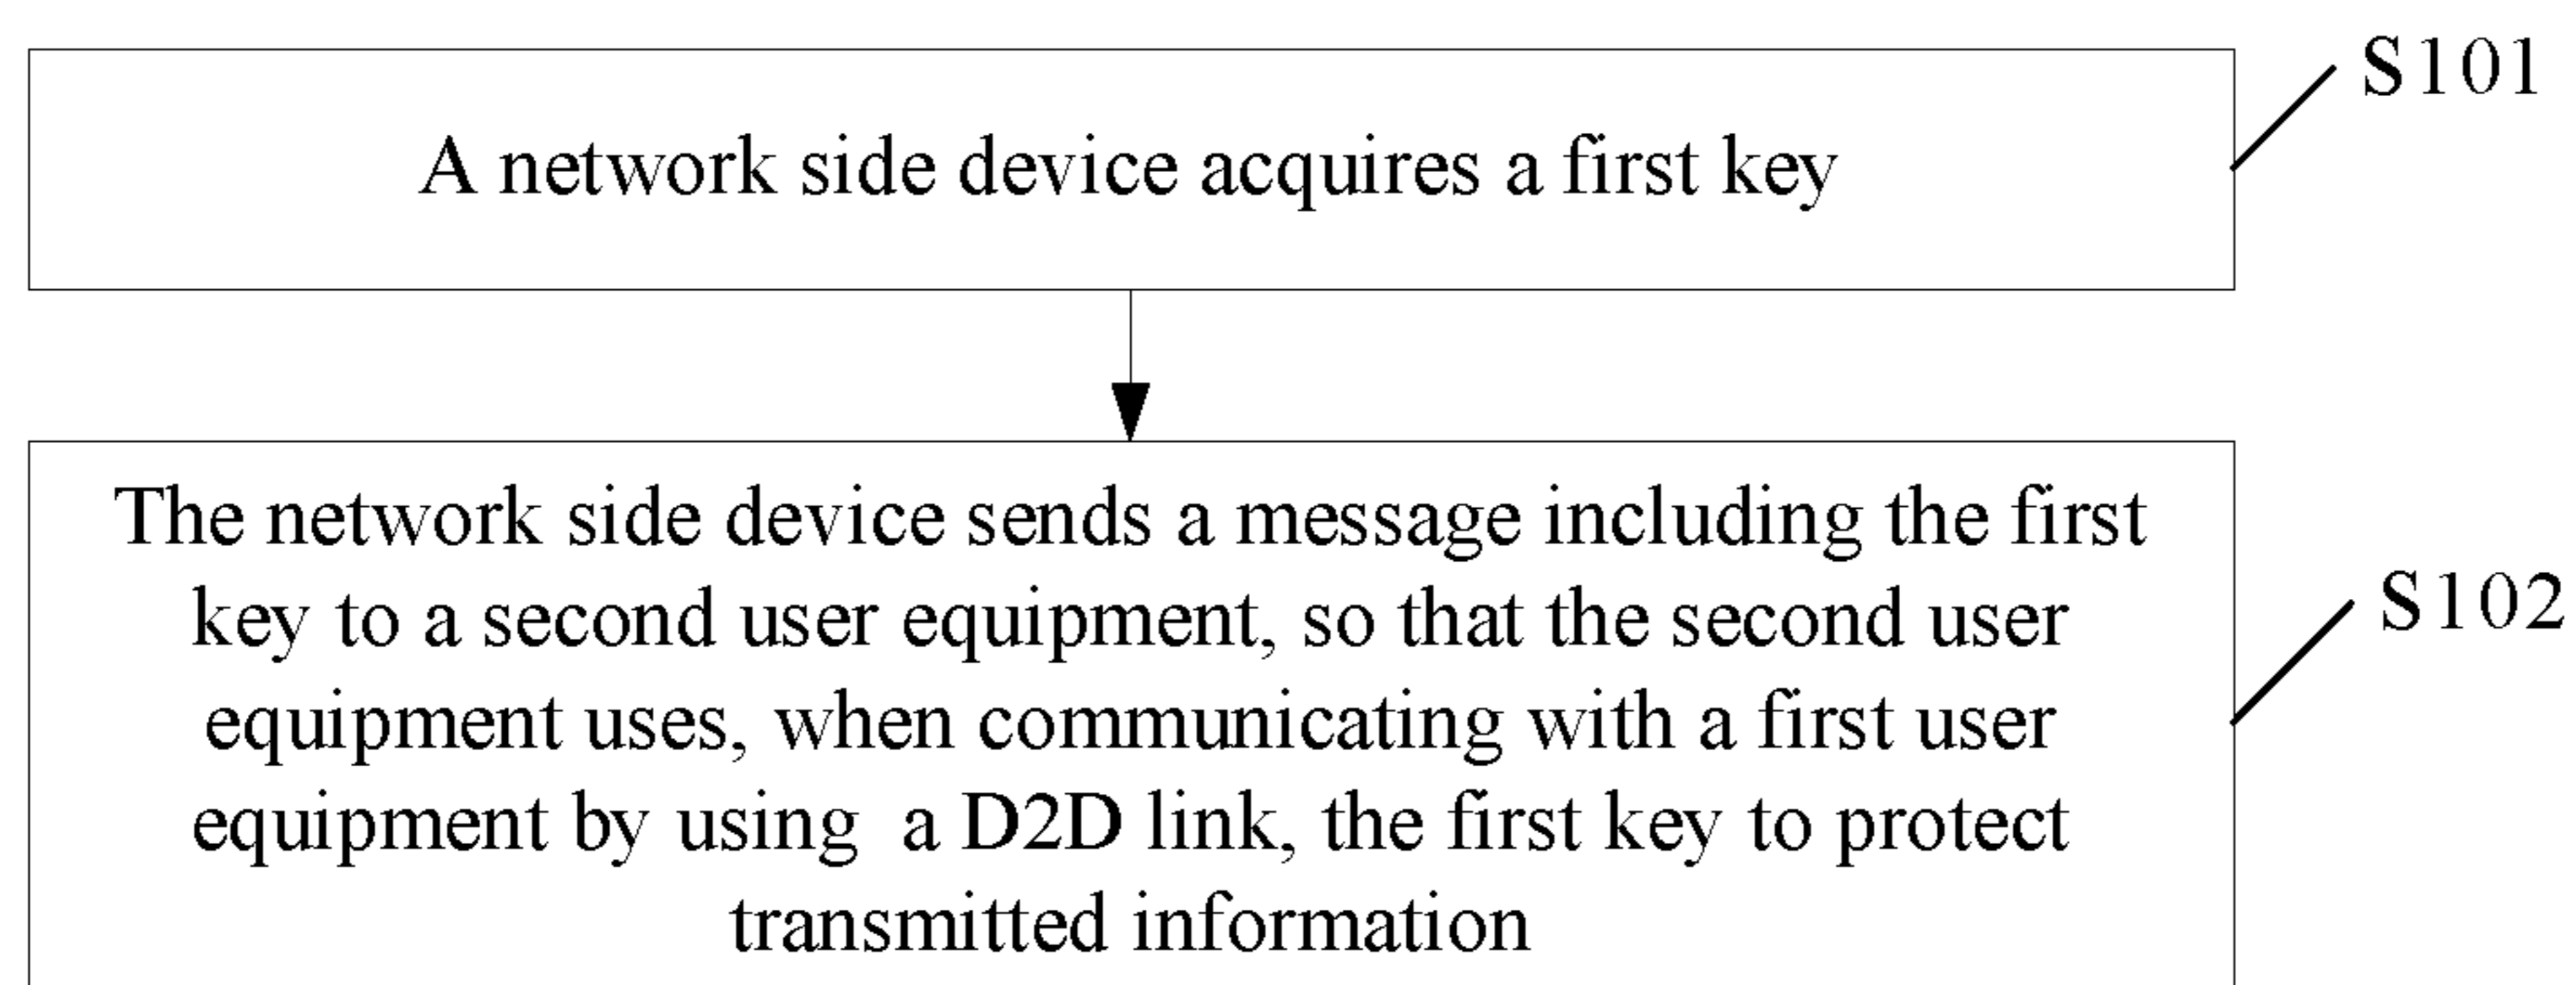 S101
A network side device acquires a first key
The network side device sends a message including the first
key to a second user equipment, so that the second user
equipment uses, when communicating with a first user
equipment by using a D2D link, the first key to protect
transmitted information
S102